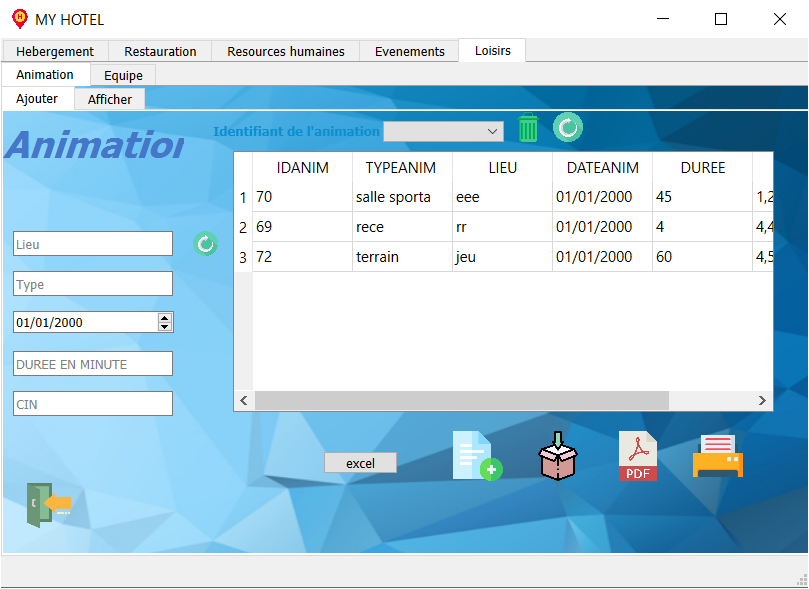 MY HOTEL
Hebergement Restauration Resources humaines Evenements Loisirs
Animation Equipe
Ajouter Afficher
Animation
Identifiant de l'animation
IDANIM TYPEANIM LIEU DATEANIM DUREE
1 70 salle sporta eee 01/01/2000 45 1,2
2 69 rece rr 01/01/2000 4 4,4
3 72 terrain jeu 01/01/2000 60 4,5
Lieu
Type
01/01/2000
DUREE EN MINUTE
CIN
excel
PDF